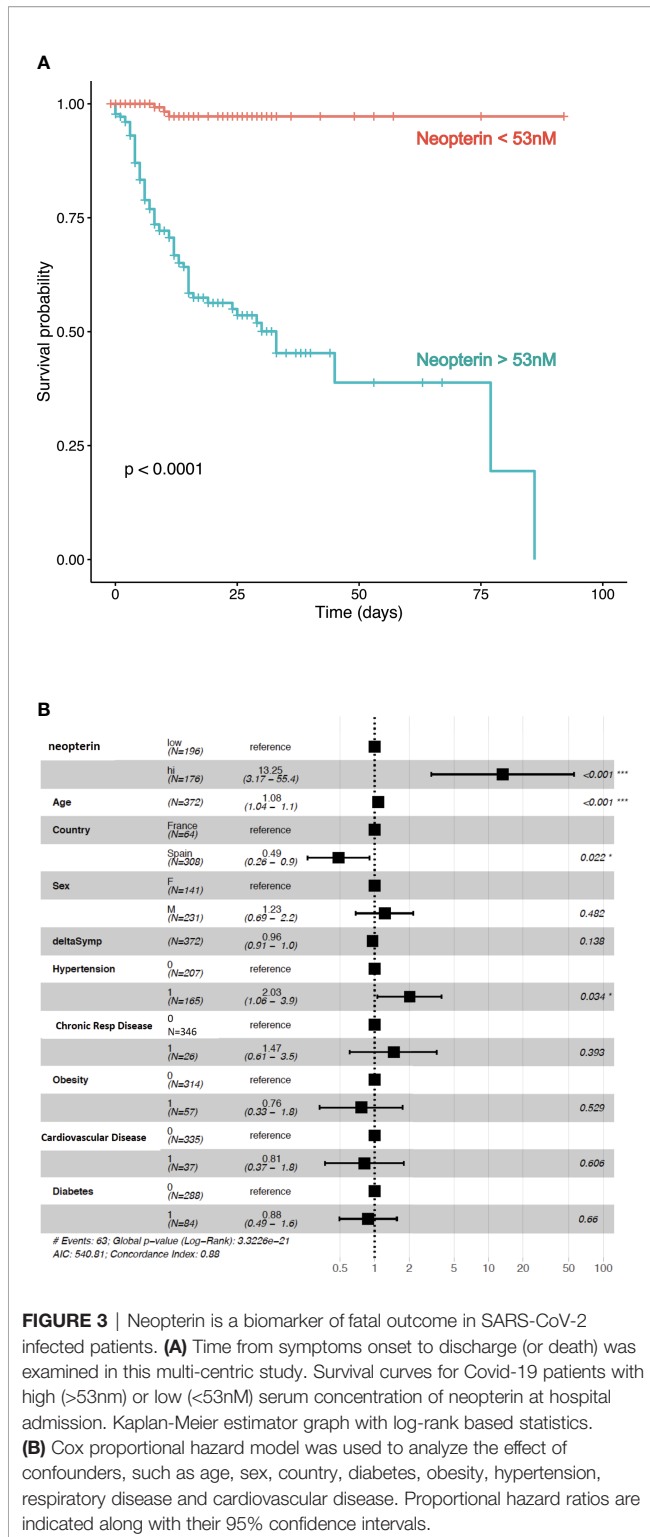 A
1.00
0.75
0.50
0.25
0.00
Survival probability
Neopterin < 53nM
Neopterin > 53nM
p < 0.0001
0 25 50 75 100
Time (days)
B
neopterin low (N=196) reference
hi (N=176) 13.25 (3.17 − 55.4) <0.001 ***
Age (N=372) 1.08 (1.04 − 1.1) <0.001 ***
Country France (N=64) reference
Spain (N=308) 0.49 (0.26 − 0.9) 0.022 *
Sex F (N=141) reference
M (N=231) 1.23 (0.69 − 2.2) 0.482
deltaSymp (N=372) 0.96 (0.91 − 1.0) 0.138
Hypertension 0 (N=207) reference
1 (N=165) 2.03 (1.06 − 3.9) 0.034 *
Chronic Resp Disease 0 N=346 reference
1 (N=26) 1.47 (0.61 − 3.5) 0.393
Obesity 0 (N=314) reference
1 (N=57) 0.76 (0.33 − 1.8) 0.529
Cardiovascular Disease 0 (N=335) reference
1 (N=37) 0.81 (0.37 − 1.8) 0.606
Diabetes 0 (N=288) reference
1 (N=84) 0.88 (0.49 − 1.6) 0.66
# Events: 63; Global p−value (Log−Rank): 3.3226e−21
AIC: 540.81; Concordance Index: 0.88
0.5 1 2 5 10 20 50 100
FIGURE 3 | Neopterin is a biomarker of fatal outcome in SARS-CoV-2
infected patients. (A) Time from symptoms onset to discharge (or death) was
examined in this multi-centric study. Survival curves for Covid-19 patients with
high (>53nm) or low (<53nM) serum concentration of neopterin at hospital
admission. Kaplan-Meier estimator graph with log-rank based statistics.
(B) Cox proportional hazard model was used to analyze the effect of
confounders, such as age, sex, country, diabetes, obesity, hypertension,
respiratory disease and cardiovascular disease. Proportional hazard ratios are
indicated along with their 95% confidence intervals.